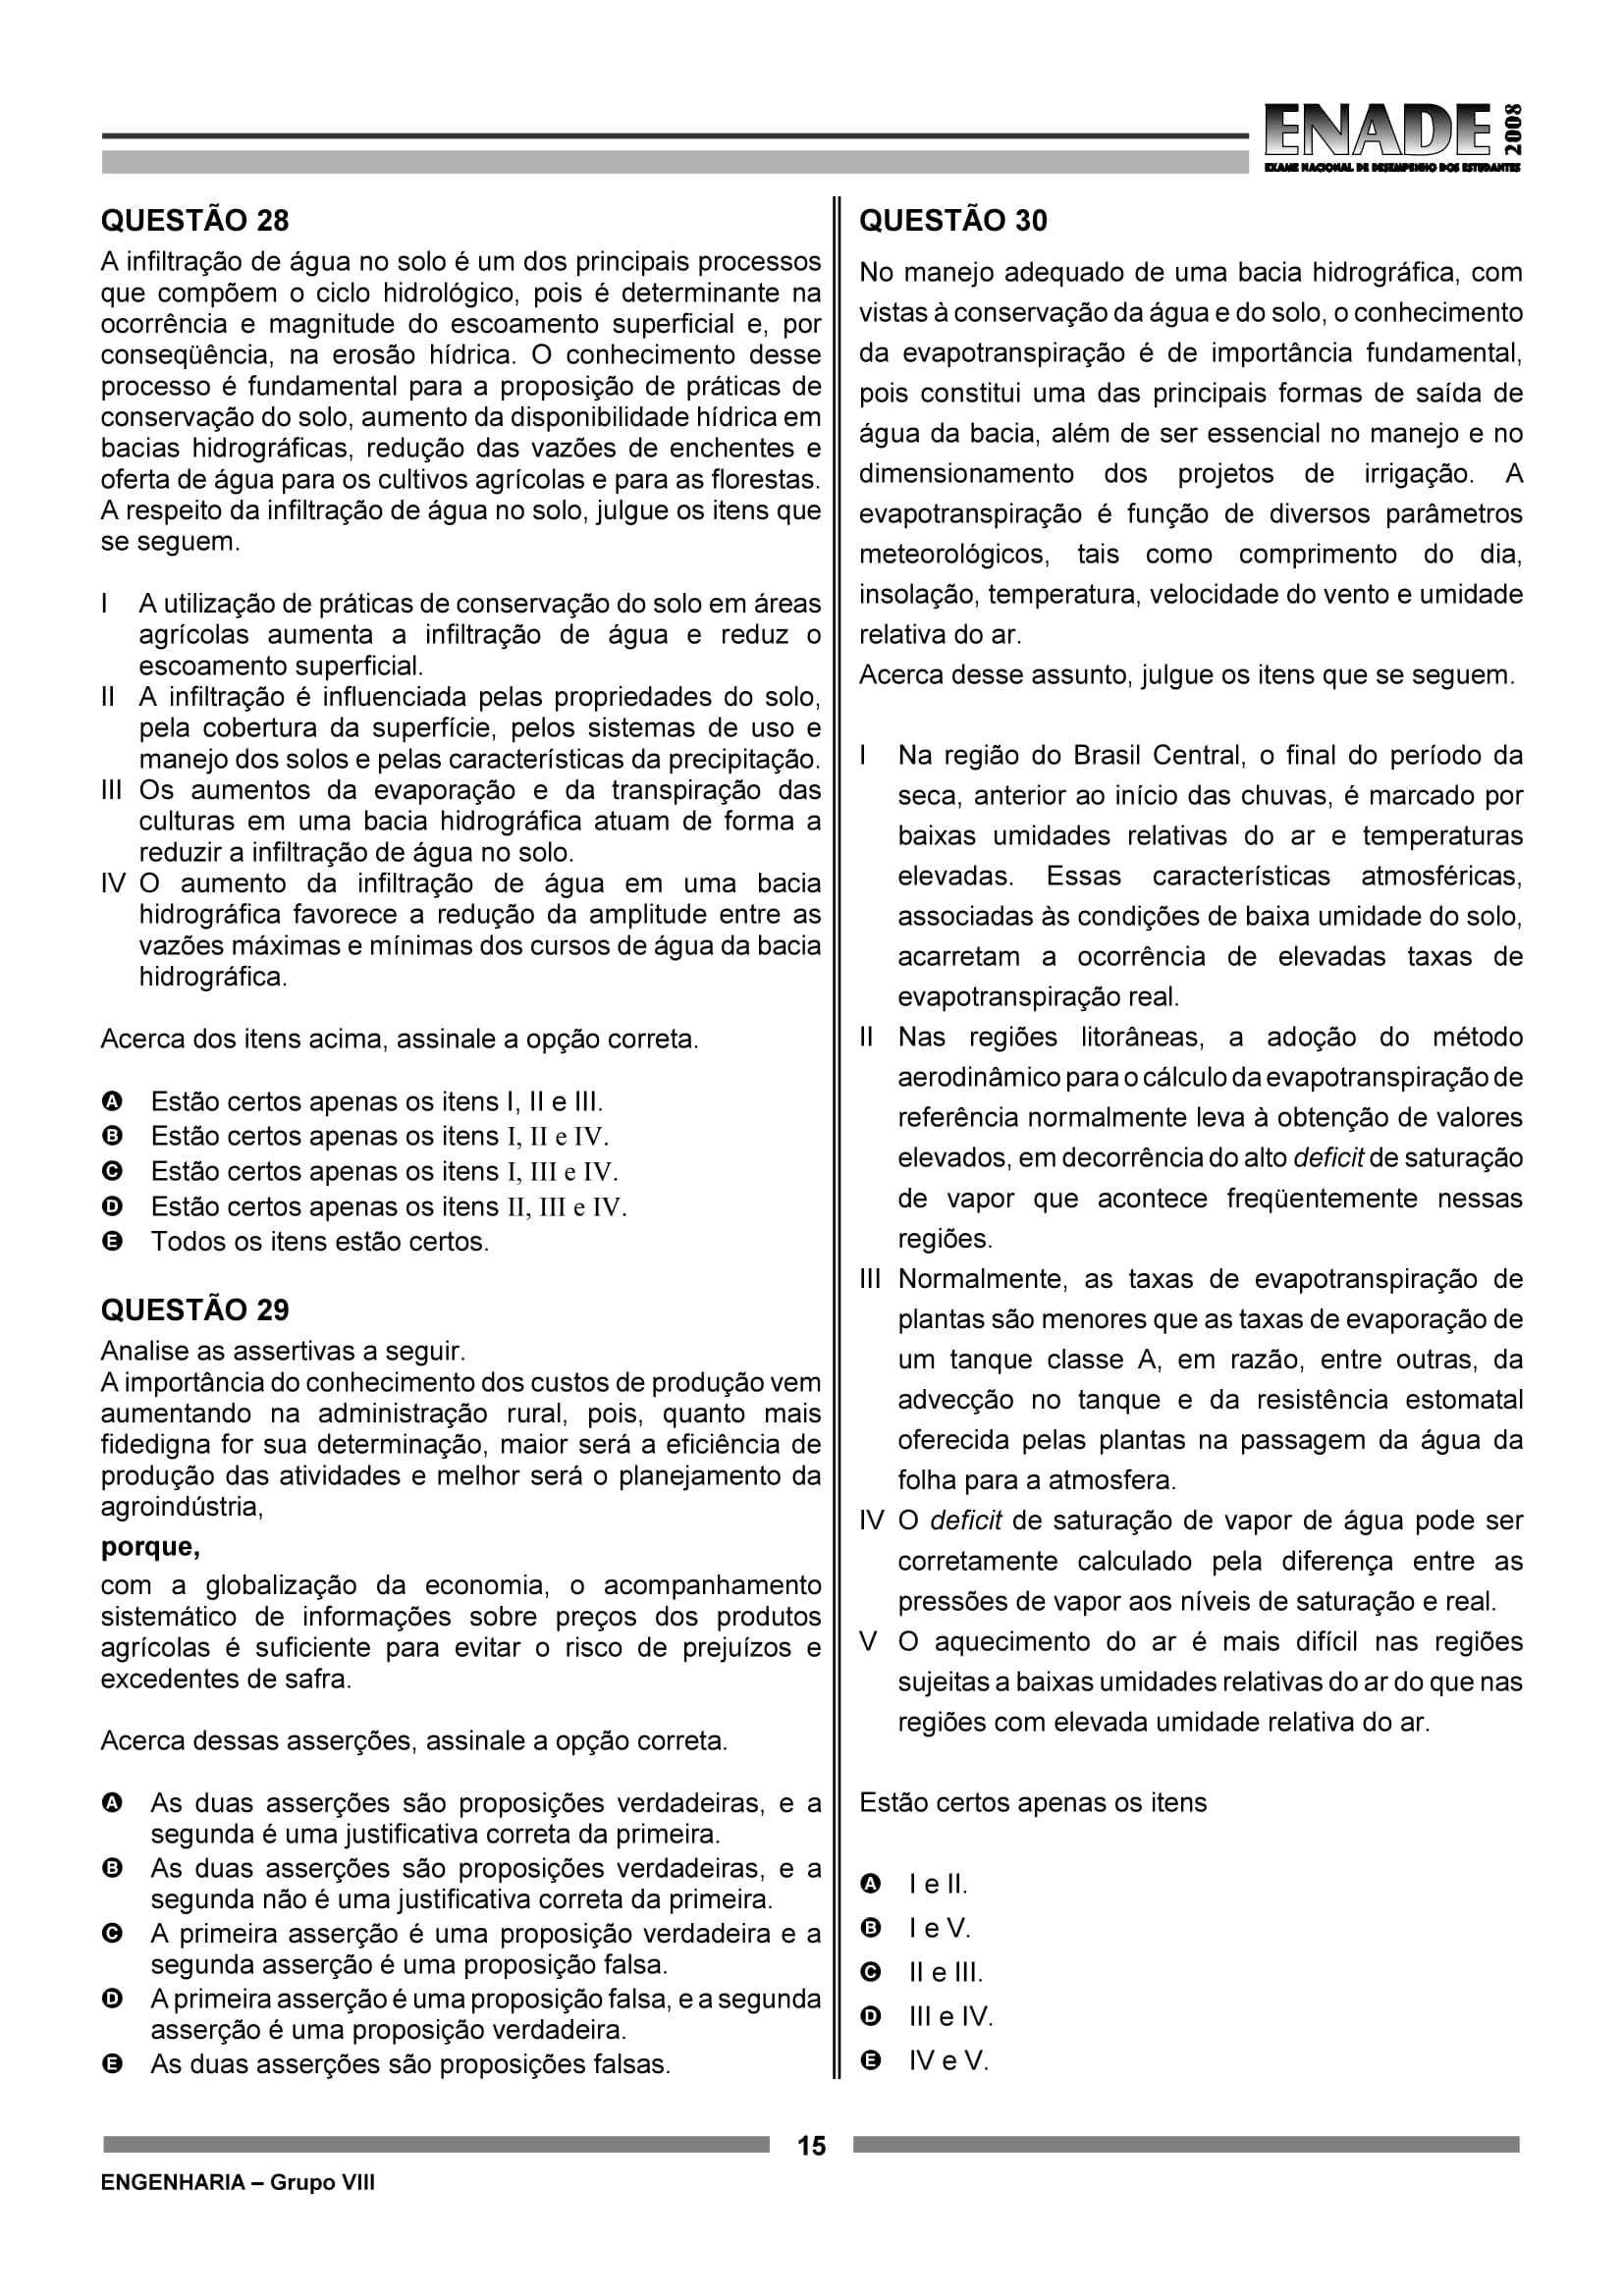 ENADE 2008
EXAME NACIONAL DE DESEMPENHO DOS ESTUDANTES
QUESTÃO 28
A infiltração de água no solo é um dos principais processos
que compõem o ciclo hidrológico, pois é determinante na
ocorrência e magnitude do escoamento superficial e, por
conseqüência, na erosão hídrica. O conhecimento desse
processo é fundamental para a proposição de práticas de
conservação do solo, aumento da disponibilidade hídrica em
bacias hidrográficas, redução das vazões de enchentes e
oferta de água para os cultivos agrícolas e para as florestas.
A respeito da infiltração de água no solo, julgue os itens que
se seguem.
I A utilização de práticas de conservação do solo em áreas
agrícolas aumenta a infiltração de água e reduz o
escoamento superficial.
II A infiltração é influenciada pelas propriedades do solo,
pela cobertura da superfície, pelos sistemas de uso e
manejo dos solos e pelas características da precipitação.
III Os aumentos da evaporação e da transpiração das
culturas em uma bacia hidrográfica atuam de forma a
reduzir a infiltração de água no solo.
IV O aumento da infiltração de água em uma bacia
hidrográfica favorece a redução da amplitude entre as
vazões máximas e mínimas dos cursos de água da bacia
hidrográfica.
Acerca dos itens acima, assinale a opção correta.
A Estão certos apenas os itens I, II e III.
B Estão certos apenas os itens I, II e IV.
C Estão certos apenas os itens I, III e IV.
D Estão certos apenas os itens II, III e IV.
E Todos os itens estão certos.
QUESTÃO 29
Analise as assertivas a seguir.
A importância do conhecimento dos custos de produção vem
aumentando na administração rural, pois, quanto mais
fidedigna for sua determinação, maior será a eficiência de
produção das atividades e melhor será o planejamento da
agroindústria,
porque,
com a globalização da economia, o acompanhamento
sistemático de informações sobre preços dos produtos
agrícolas é suficiente para evitar o risco de prejuízos e
excedentes de safra.
Acerca dessas asserções, assinale a opção correta.
A As duas asserções são proposições verdadeiras, e a
segunda é uma justificativa correta da primeira.
B As duas asserções são proposições verdadeiras, e a
segunda não é uma justificativa correta da primeira.
C A primeira asserção é uma proposição verdadeira e a
segunda asserção é uma proposição falsa.
D A primeira asserção é uma proposição falsa, e a segunda
asserção é uma proposição verdadeira.
E As duas asserções são proposições falsas.
QUESTÃO 30
No manejo adequado de uma bacia hidrográfica, com
vistas à conservação da água e do solo, o conhecimento
da evapotranspiração é de importância fundamental,
pois constitui uma das principais formas de saída de
água da bacia, além de ser essencial no manejo e no
dimensionamento dos projetos de irrigação. A
evapotranspiração é função de diversos parâmetros
meteorológicos, tais como comprimento do dia,
insolação, temperatura, velocidade do vento e umidade
relativa do ar.
Acerca desse assunto, julgue os itens que se seguem.
I Na região do Brasil Central, o final do período da
seca, anterior ao início das chuvas, é marcado por
baixas umidades relativas do ar e temperaturas
elevadas. Essas características atmosféricas,
associadas às condições de baixa umidade do solo,
acarretam a ocorrência de elevadas taxas de
evapotranspiração real.
II Nas regiões litorâneas, a adoção do método
aerodinâmico para o cálculo da evapotranspiração de
referência normalmente leva à obtenção de valores
elevados, em decorrência do alto deficit de saturação
de vapor que acontece freqüentemente nessas
regiões.
III Normalmente, as taxas de evapotranspiração de
plantas são menores que as taxas de evaporação de
um tanque classe A, em razão, entre outras, da
advecção no tanque e da resistência estomatal
oferecida pelas plantas na passagem da água da
folha para a atmosfera.
IV O deficit de saturação de vapor de água pode ser
corretamente calculado pela diferença entre as
pressões de vapor aos níveis de saturação e real.
V O aquecimento do ar é mais difícil nas regiões
sujeitas a baixas umidades relativas do ar do que nas
regiões com elevada umidade relativa do ar.
Estão certos apenas os itens
A I e II.
B I e V.
C II e III.
D III e IV.
E IV e V.
15
ENGENHARIA – Grupo VIII